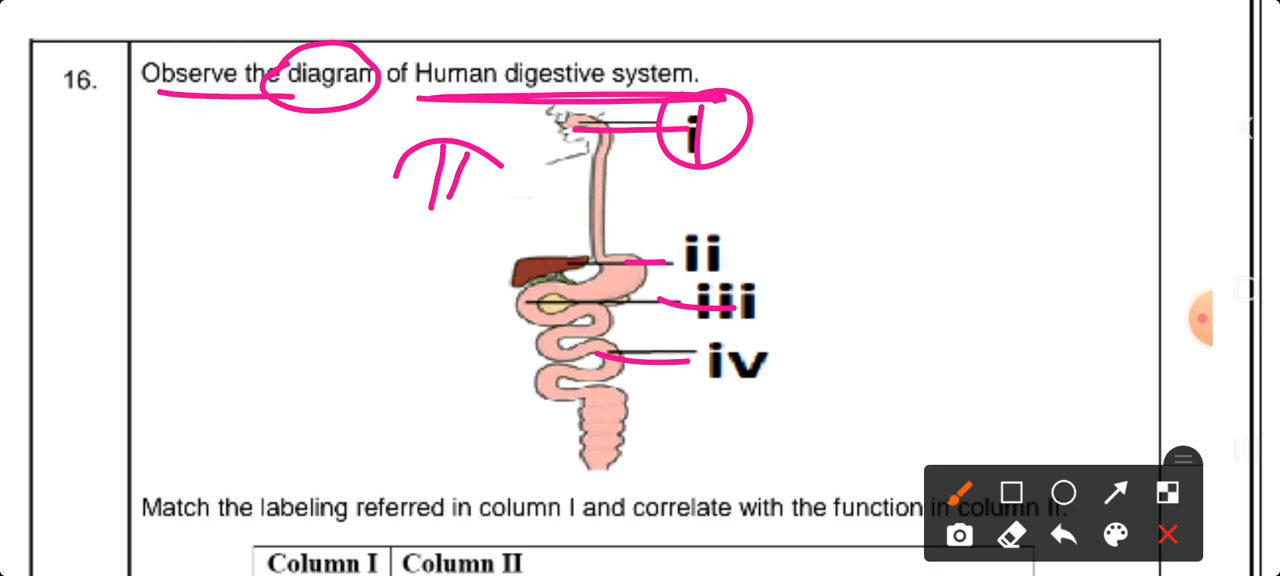 16.
Observe the diagram of Human digestive system.
i
π
ii
iii
iv
Match the labeling referred in column I and correlate with the function in column II.
Column I Column II